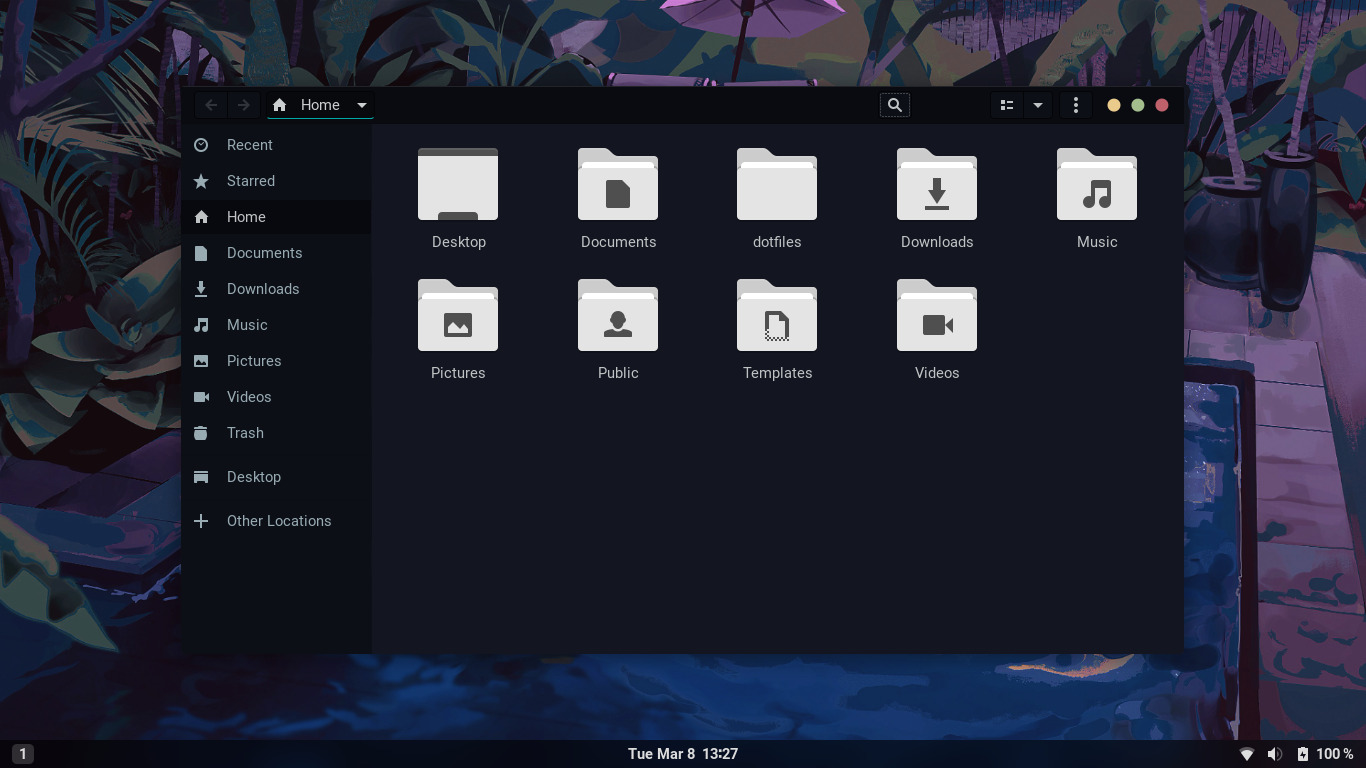 Home
Recent
Starred
Home
Documents
Downloads
Music
Pictures
Videos
Trash
Desktop
Other Locations
Desktop Documents dotfiles Downloads Music
Pictures Public Templates Videos
1 Tue Mar 8 13:27 100 %